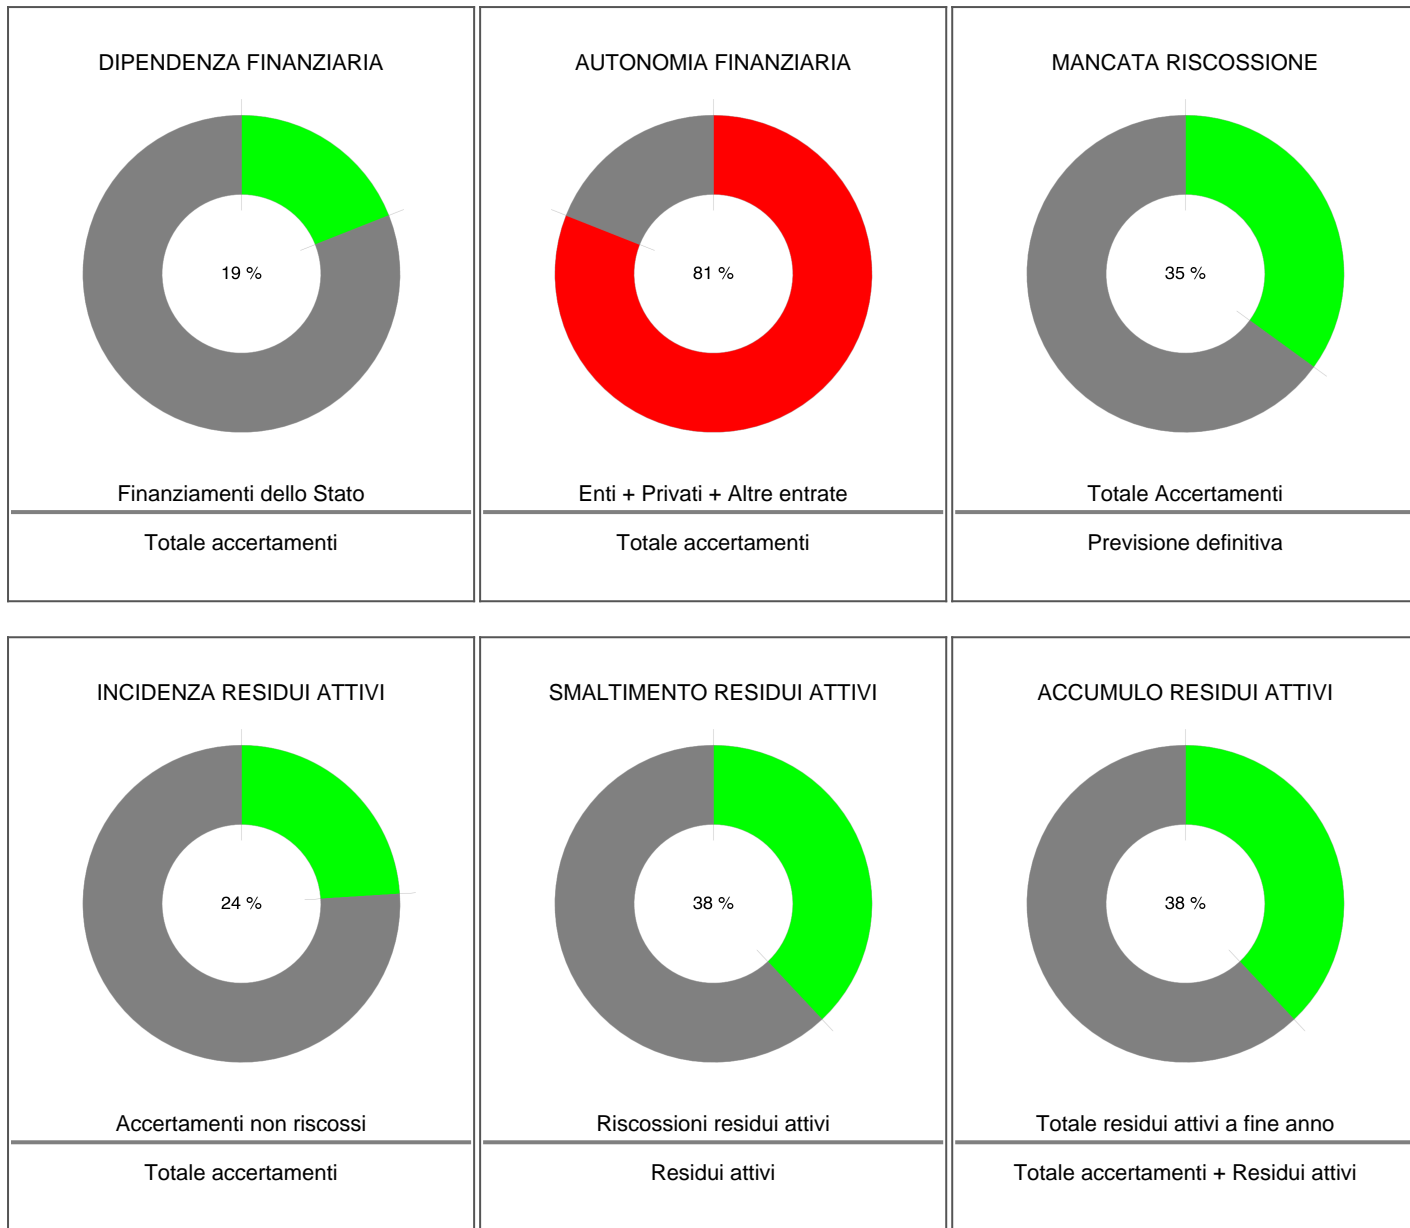 DIPENDENZA FINANZIARIA
19 %
Finanziamenti dello Stato
Totale accertamenti
AUTONOMIA FINANZIARIA
81 %
Enti + Privati + Altre entrate
Totale accertamenti
MANCATA RISCOSSIONE
35 %
Totale Accertamenti
Previsione definitiva
INCIDENZA RESIDUI ATTIVI
24 %
Accertamenti non riscossi
Totale accertamenti
SMALTIMENTO RESIDUI ATTIVI
38 %
Riscossioni residui attivi
Residui attivi
ACCUMULO RESIDUI ATTIVI
38 %
Totale residui attivi a fine anno
Totale accertamenti + Residui attivi